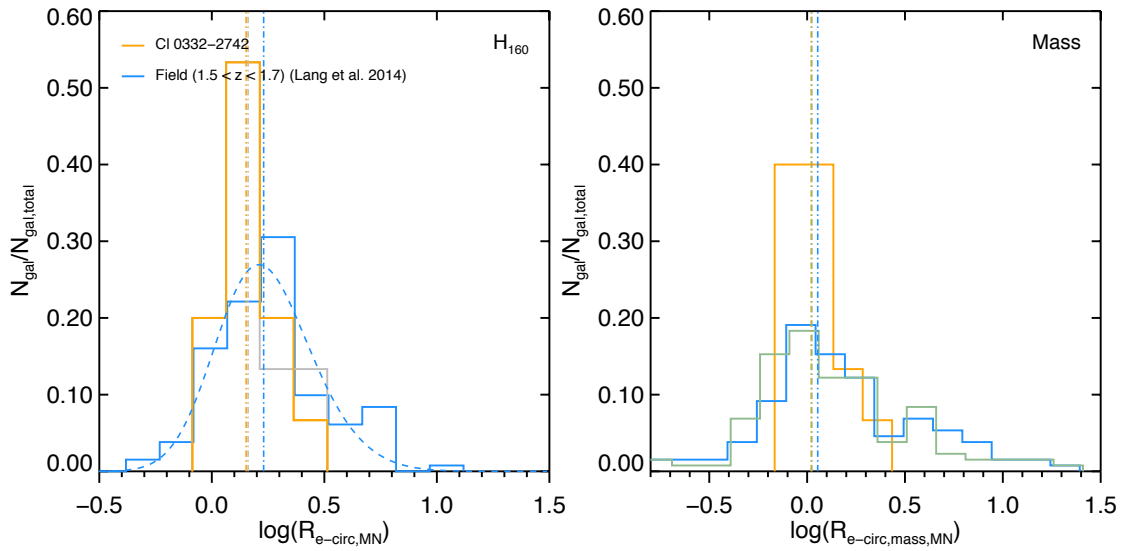 0.60
H160
Cl 0332−2742
Field (1.5 < z < 1.7) (Lang et al. 2014)
0.50
0.40
0.30
0.20
0.10
0.00
Ngal/Ngal,total
−0.5 0.0 0.5 1.0 1.5
log(Re−circ,MN)
0.60
Mass
0.50
0.40
0.30
0.20
0.10
0.00
Ngal/Ngal,total
−0.5 0.0 0.5 1.0 1.5
log(Re−circ,mass,MN)